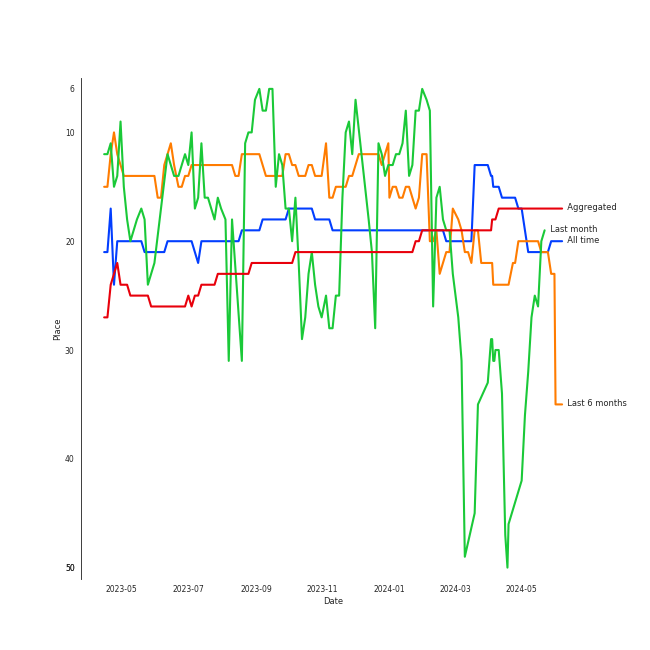 6
10
20
30
40
50
Place
2023-05
2023-07
2023-09
2023-11
2024-01
2024-03
2024-05
Date
Aggregated
Last month
All time
Last 6 months